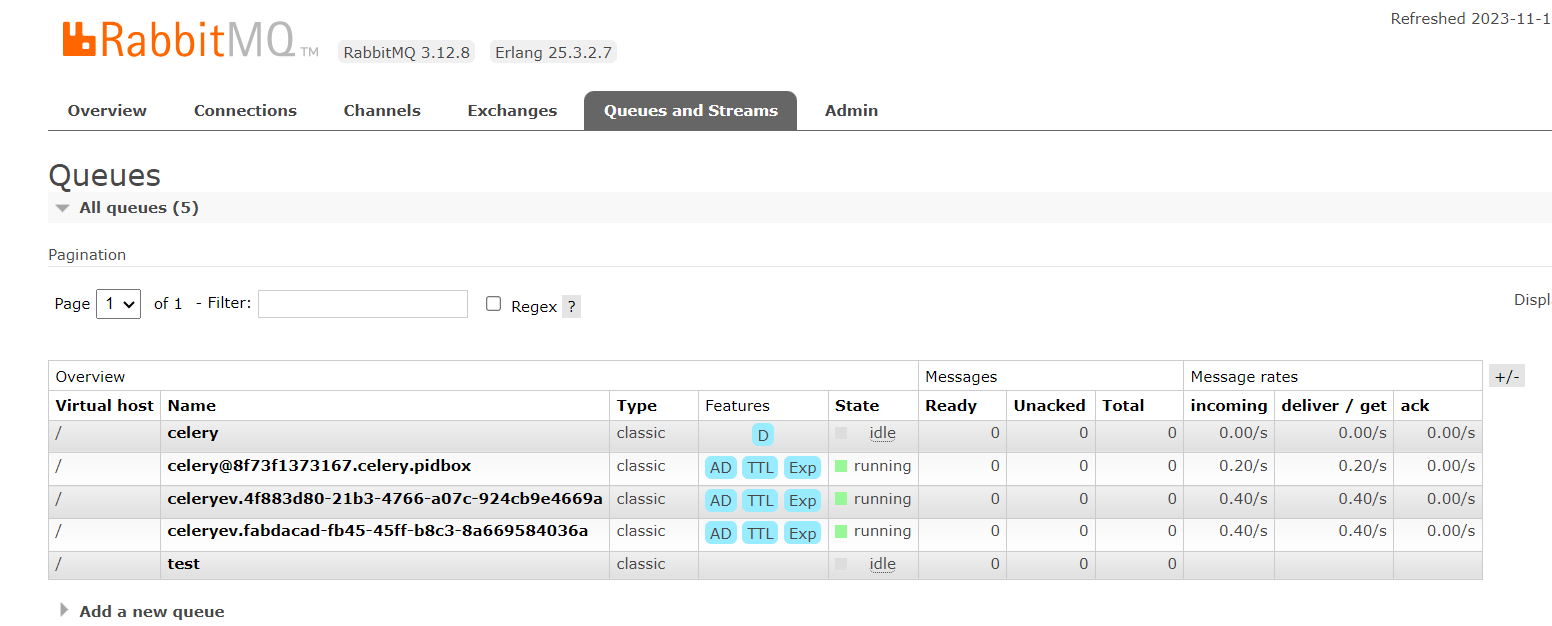 Refreshed 2023-11-1
RabbitMQ TM RabbitMQ 3.12.8 Erlang 25.3.2.7
Overview Connections Channels Exchanges Queues and Streams Admin
Queues
All queues (5)
Pagination
Page 1 of 1 - Filter: Regex ?
Displ
Overview Messages Message rates +/-
Virtual host Name Type Features State Ready Unacked Total incoming deliver / get ack
/ celery classic D idle 0 0 0 0.00/s 0.00/s 0.00/s
/ celery@8f73f1373167.celery.pidbox classic AD TTL Exp running 0 0 0 0.20/s 0.20/s 0.00/s
/ celeryev.4f883d80-21b3-4766-a07c-924cb9e4669a classic AD TTL Exp running 0 0 0 0.40/s 0.40/s 0.00/s
/ celeryev.fabdacad-fb45-45ff-b8c3-8a669584036a classic AD TTL Exp running 0 0 0 0.40/s 0.40/s 0.00/s
/ test classic idle 0 0 0
Add a new queue